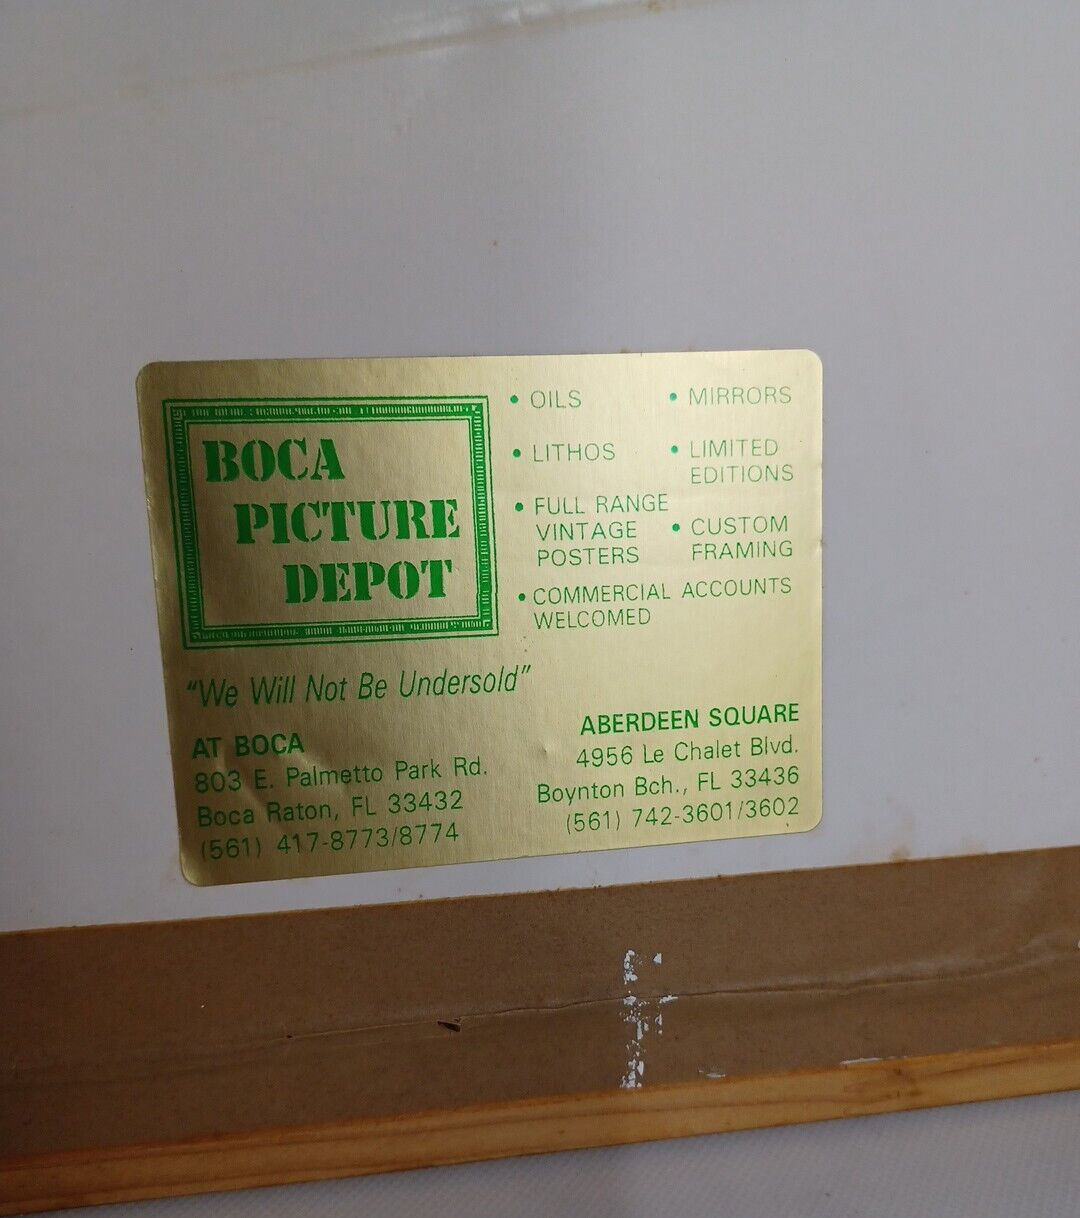 BOCA
PICTURE
DEPOT
• OILS
• LITHOS
• FULL RANGE
VINTAGE
POSTERS
• MIRRORS
• LIMITED
EDITIONS
• CUSTOM
FRAMING
• COMMERCIAL ACCOUNTS
WELCOMED
“We Will Not Be Undersold”
AT BOCA
803 E. Palmetto Park Rd.
Boca Raton, FL 33432
(561) 417-8773/8774
ABERDEEN SQUARE
4956 Le Chalet Blvd.
Boynton Bch., FL 33436
(561) 742-3601/3602